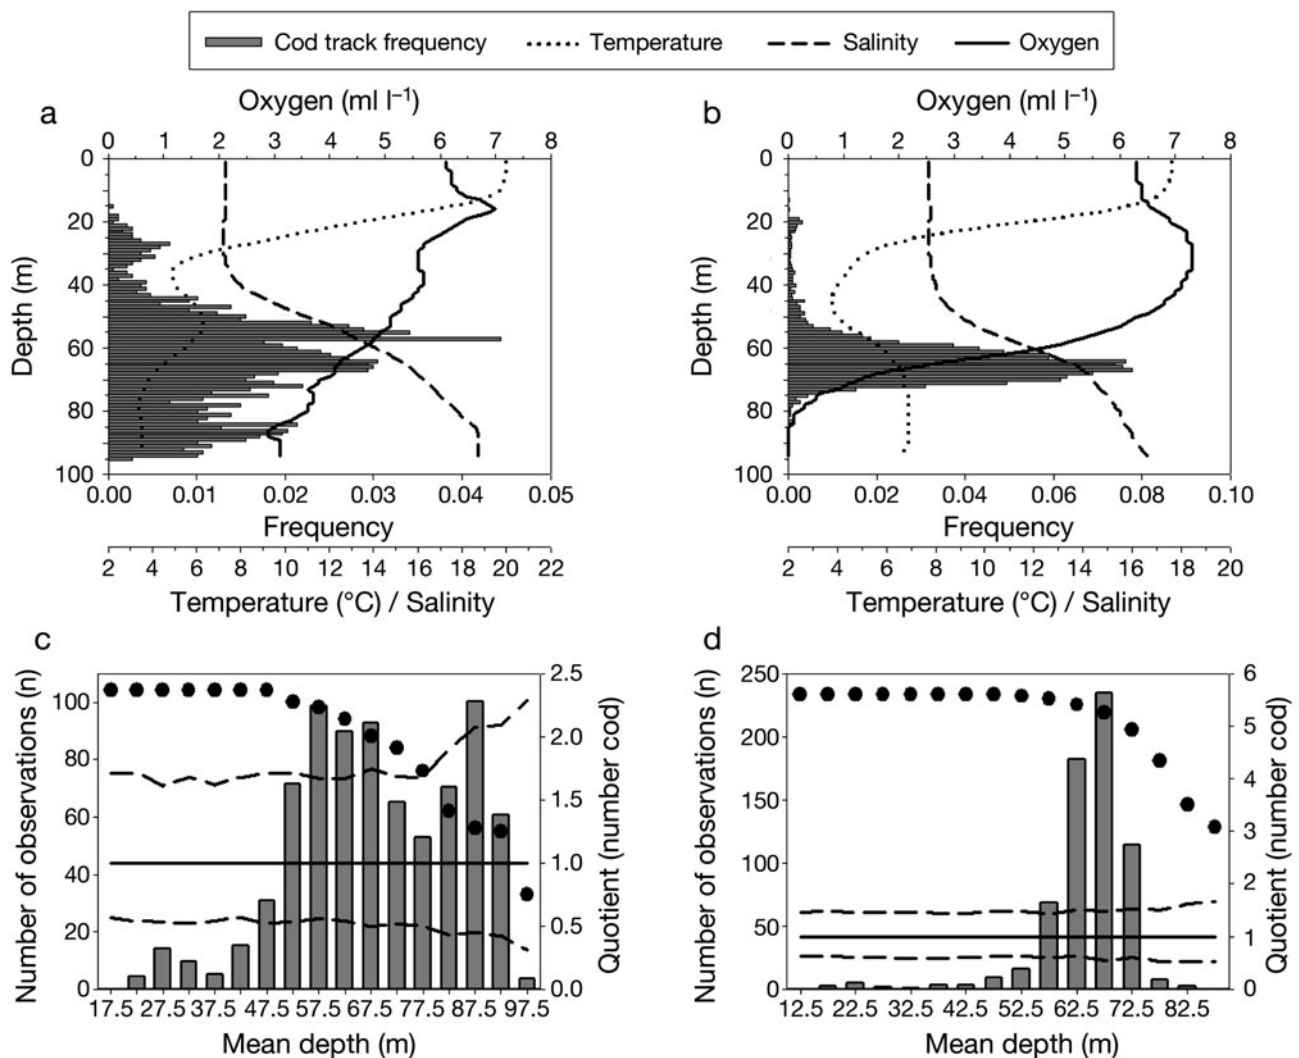 Cod track frequency Temperature Salinity Oxygen
a
Oxygen (ml l⁻¹)
0 1 2 3 4 5 6 7 8
Depth (m)
0
20
40
60
80
100
0.00 0.01 0.02 0.03 0.04 0.05
Frequency
2 4 6 8 10 12 14 16 18 20 22
Temperature (°C) / Salinity
b
Oxygen (ml l⁻¹)
0 1 2 3 4 5 6 7 8
Depth (m)
0
20
40
60
80
100
0.00 0.02 0.04 0.06 0.08 0.10
Frequency
2 4 6 8 10 12 14 16 18 20
Temperature (°C) / Salinity
c
Number of observations (n)
100
80
60
40
20
0
2.5
2.0
1.5
1.0
0.5
0.0
Quotient (number cod)
17.5 27.5 37.5 47.5 57.5 67.5 77.5 87.5 97.5
Mean depth (m)
d
Number of observations (n)
250
200
150
100
50
0
6
5
4
3
2
1
0
Quotient (number cod)
12.5 22.5 32.5 42.5 52.5 62.5 72.5 82.5
Mean depth (m)